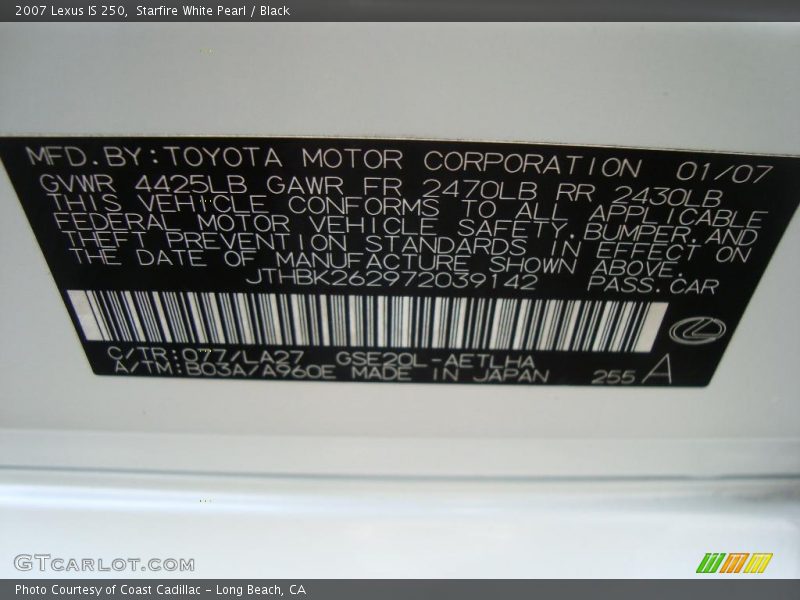 2007 Lexus IS 250,  Starfire White Pearl / Black
MFD.BY:TOYOTA MOTOR CORPORATION 01/07
GVWR 4425LB GAWR FR 2470LB RR 2430LB
THIS VEHICLE CONFORMS TO ALL APPLICABLE
FEDERAL MOTOR VEHICLE SAFETY.BUMPER.AND
THEFT PREVENTION STANDARDS IN EFFECT ON
THE DATE OF MANUFACTURE SHOWN ABOVE.
JTHBK262972039142 PASS.CAR
C/TR:077/LA27 GSE20L-AETLHA
A/TM:B03A/A960E MADE IN JAPAN 255 A
GTcarlot.com
Photo Courtesy of Coast Cadillac - Long Beach, CA